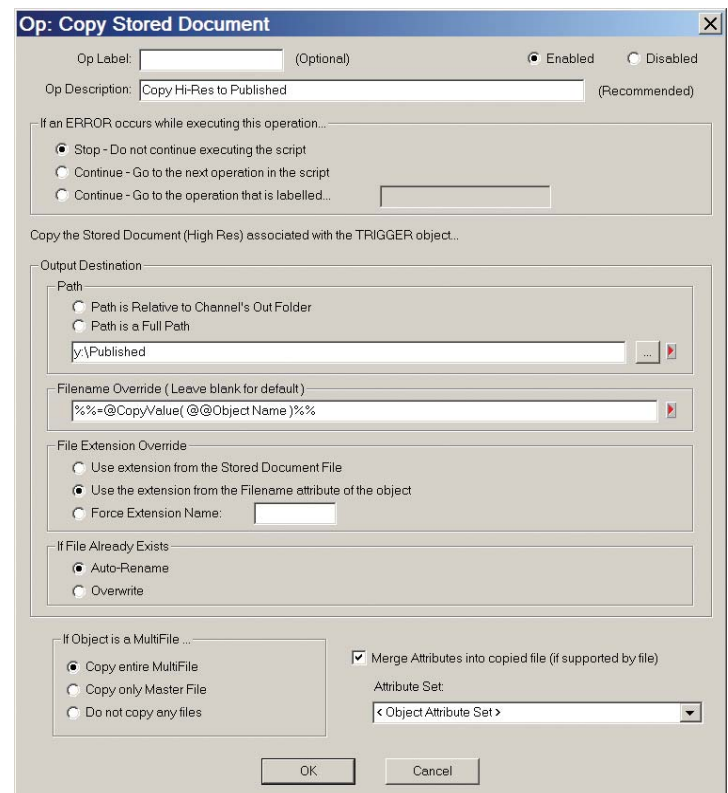 Op: Copy Stored Document
Op Label: (Optional) Enabled Disabled
Op Description: Copy Hi-Res to Published (Recommended)
If an ERROR occurs while executing this operation...
Stop - Do not continue executing the script
Continue - Go to the next operation in the script
Continue - Go to the operation that is labelled...
Copy the Stored Document (High Res) associated with the TRIGGER object...
Output Destination
Path
Path is Relative to Channel's Out Folder
Path is a Full Path
y:\Published ...
Filename Override ( Leave blank for default )
%%=@CopyValue( @@Object Name )%%
File Extension Override
Use extension from the Stored Document File
Use the extension from the Filename attribute of the object
Force Extension Name:
If File Already Exists
Auto-Rename
Overwrite
If Object is a MultiFile ...
Copy entire MultiFile
Copy only Master File
Do not copy any files
Merge Attributes into copied file (if supported by file)
Attribute Set:
< Object Attribute Set >
OK Cancel